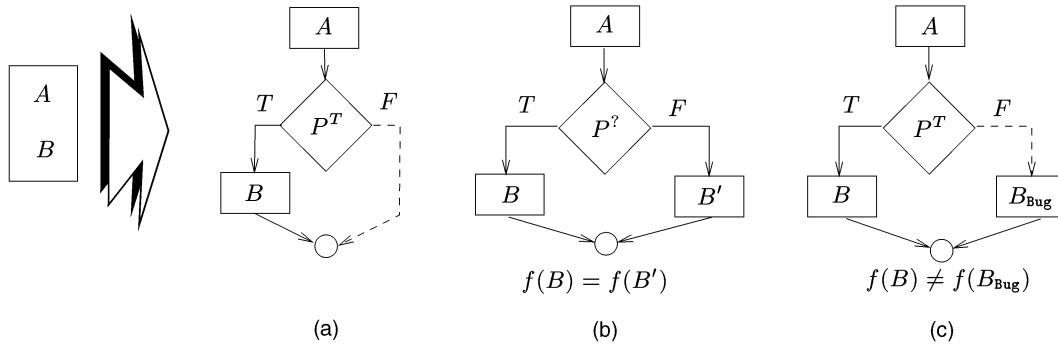 A
B
A
T
F
P^T
B
(a)
A
T
F
P^?
B
B′
f(B) = f(B′)
(b)
A
T
F
P^T
B
B_Bug
f(B) ≠ f(B_Bug)
(c)